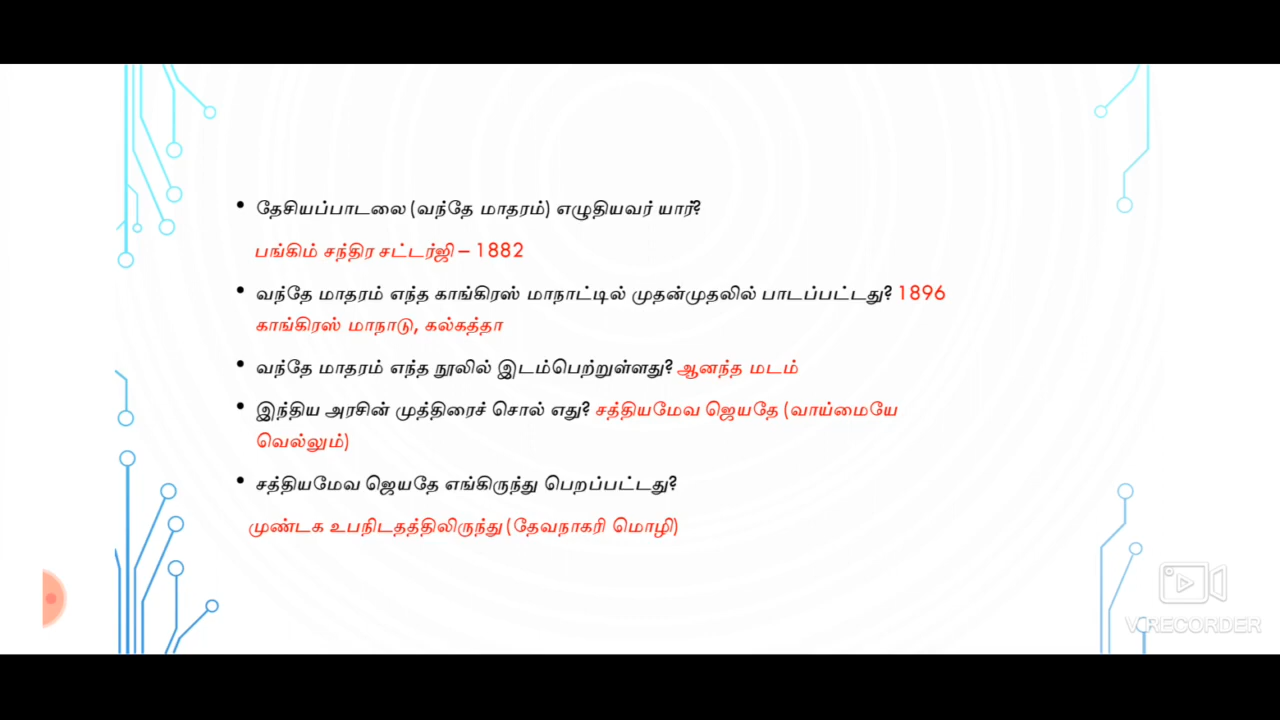 • தேசியப்பாடலை (வந்தே மாதரம்) எழுதியவர் யார்?
பங்கிம் சந்திர சட்டர்ஜி – 1882
• வந்தே மாதரம் எந்த காங்கிரஸ் மாநாட்டில் முதன்முதலில் பாடப்பட்டது? 1896
காங்கிரஸ் மாநாடு, கல்கத்தா
• வந்தே மாதரம் எந்த நூலில் இடம்பெற்றுள்ளது? ஆனந்த மடம்
• இந்திய அரசின் முத்திரைச் சொல் எது? சத்தியமேவ ஜெயதே (வாய்மையே
வெல்லும்)
• சத்தியமேவ ஜெயதே எங்கிருந்து பெறப்பட்டது?
முண்டக உபநிடதத்திலிருந்து (தேவநாகரி மொழி)
V RECORDER